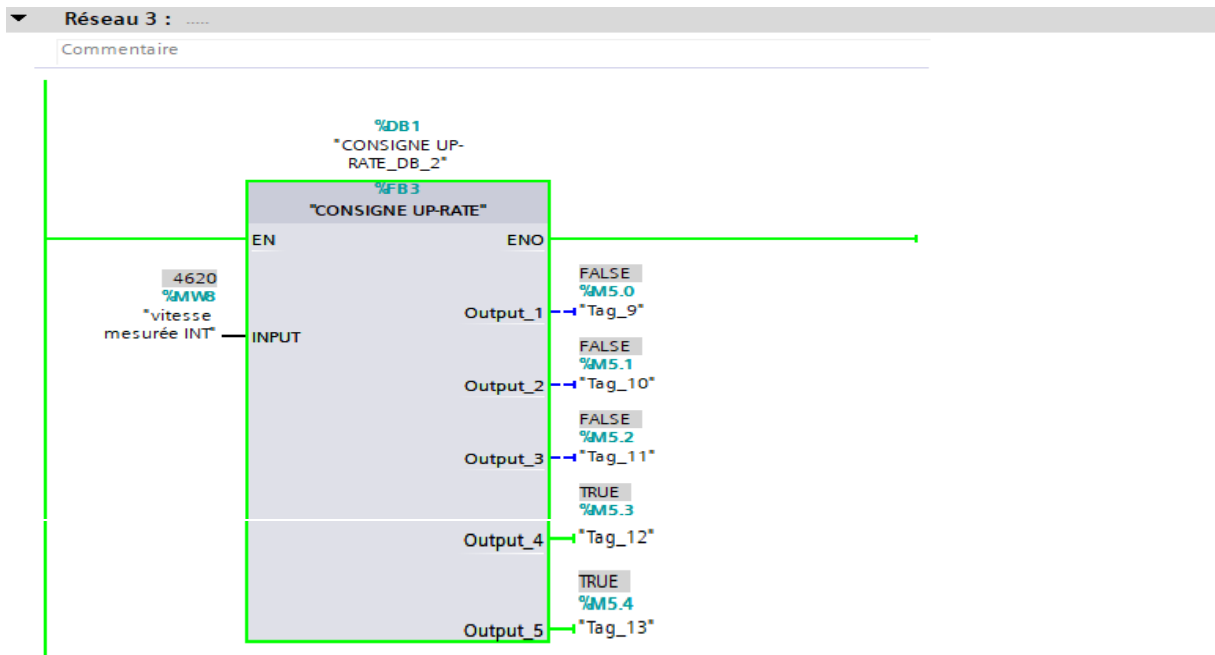 Réseau 3 : .....
Commentaire
%DB1
"CONSIGNE UP-
RATE_DB_2"
%FB3
"CONSIGNE UP-RATE"
EN
ENO
4620
%MW8
"vitesse
mesurée INT"
INPUT
FALSE
%M5.0
Output_1
"Tag_9"
FALSE
%M5.1
Output_2
"Tag_10"
FALSE
%M5.2
Output_3
"Tag_11"
TRUE
%M5.3
Output_4
"Tag_12"
TRUE
%M5.4
Output_5
"Tag_13"